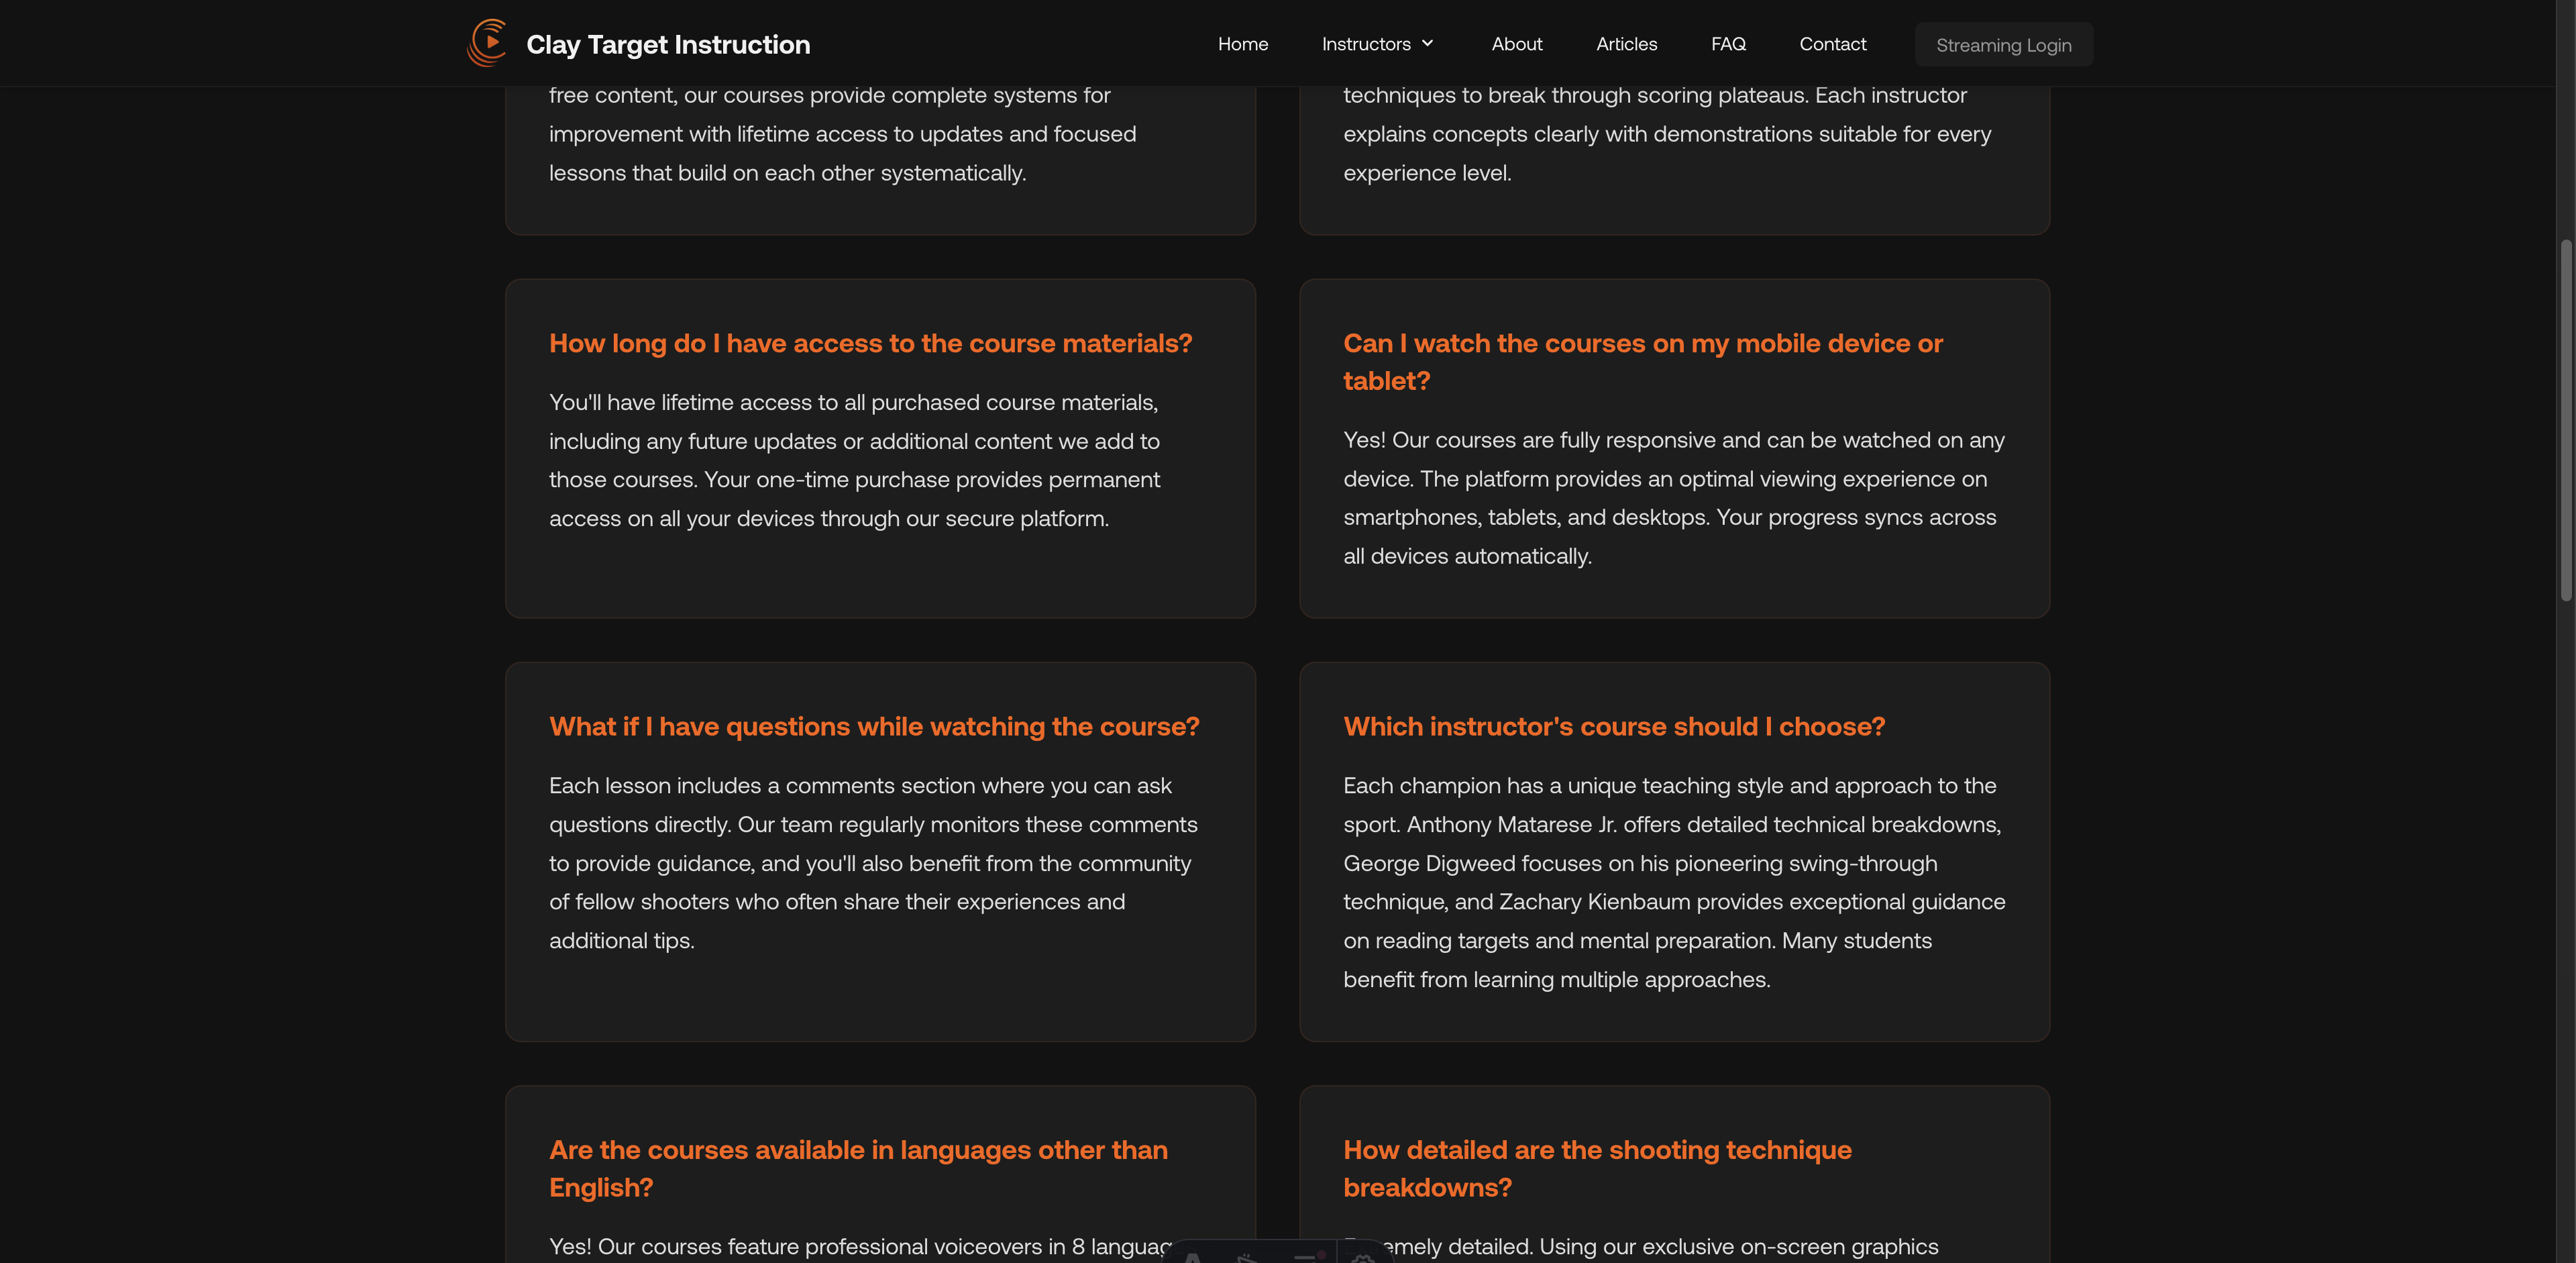 Clay Target Instruction
Home
Instructors
About
Articles
FAQ
Contact
Streaming Login
free content, our courses provide complete systems for
improvement with lifetime access to updates and focused
lessons that build on each other systematically.
techniques to break through scoring plateaus. Each instructor
explains concepts clearly with demonstrations suitable for every
experience level.
How long do I have access to the course materials?
You'll have lifetime access to all purchased course materials,
including any future updates or additional content we add to
those courses. Your one-time purchase provides permanent
access on all your devices through our secure platform.
Can I watch the courses on my mobile device or
tablet?
Yes! Our courses are fully responsive and can be watched on any
device. The platform provides an optimal viewing experience on
smartphones, tablets, and desktops. Your progress syncs across
all devices automatically.
What if I have questions while watching the course?
Each lesson includes a comments section where you can ask
questions directly. Our team regularly monitors these comments
to provide guidance, and you'll also benefit from the community
of fellow shooters who often share their experiences and
additional tips.
Which instructor's course should I choose?
Each champion has a unique teaching style and approach to the
sport. Anthony Matarese Jr. offers detailed technical breakdowns,
George Digweed focuses on his pioneering swing-through
technique, and Zachary Kienbaum provides exceptional guidance
on reading targets and mental preparation. Many students
benefit from learning multiple approaches.
Are the courses available in languages other than
English?
Yes! Our courses feature professional voiceovers in 8
How detailed are the shooting technique
breakdowns?
detailed. Using our exclusive on-screen graphics